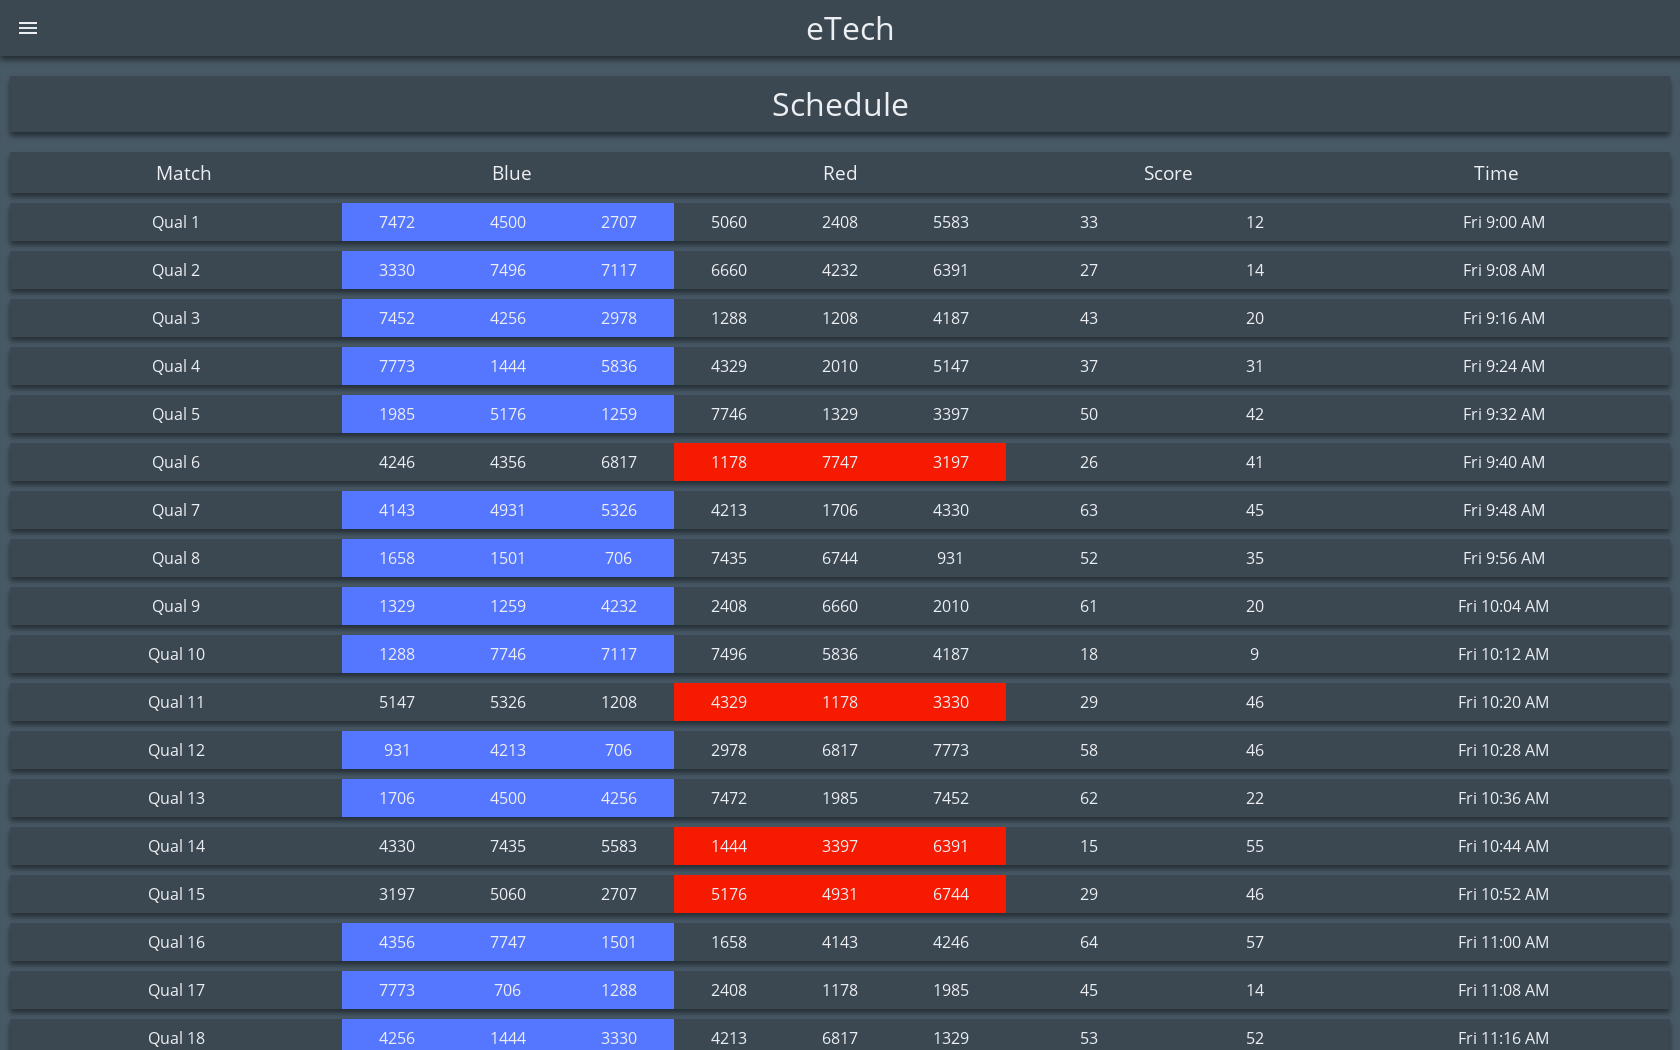 eTech
Schedule
Match Blue Red Score Time
Qual 1 7472 4500 2707 5060 2408 5583 33 12 Fri 9:00 AM
Qual 2 3330 7496 7117 6660 4232 6391 27 14 Fri 9:08 AM
Qual 3 7452 4256 2978 1288 1208 4187 43 20 Fri 9:16 AM
Qual 4 7773 1444 5836 4329 2010 5147 37 31 Fri 9:24 AM
Qual 5 1985 5176 1259 7746 1329 3397 50 42 Fri 9:32 AM
Qual 6 4246 4356 6817 1178 7747 3197 26 41 Fri 9:40 AM
Qual 7 4143 4931 5326 4213 1706 4330 63 45 Fri 9:48 AM
Qual 8 1658 1501 706 7435 6744 931 52 35 Fri 9:56 AM
Qual 9 1329 1259 4232 2408 6660 2010 61 20 Fri 10:04 AM
Qual 10 1288 7746 7117 7496 5836 4187 18 9 Fri 10:12 AM
Qual 11 5147 5326 1208 4329 1178 3330 29 46 Fri 10:20 AM
Qual 12 931 4213 706 2978 6817 7773 58 46 Fri 10:28 AM
Qual 13 1706 4500 4256 7472 1985 7452 62 22 Fri 10:36 AM
Qual 14 4330 7435 5583 1444 3397 6391 15 55 Fri 10:44 AM
Qual 15 3197 5060 2707 5176 4931 6744 29 46 Fri 10:52 AM
Qual 16 4356 7747 1501 1658 4143 4246 64 57 Fri 11:00 AM
Qual 17 7773 706 1288 2408 1178 1985 45 14 Fri 11:08 AM
Qual 18 4256 1444 3330 4213 6817 1329 53 52 Fri 11:16 AM